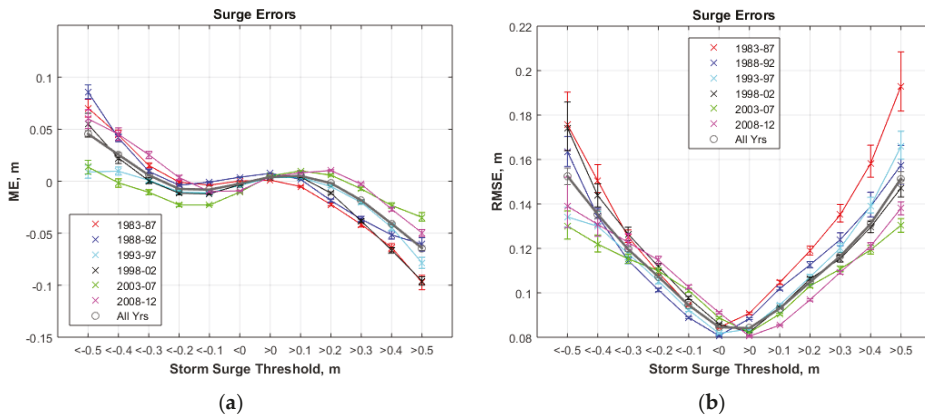 Surge Errors
ME, m
0.1
0.05
0
-0.05
-0.1
-0.15
1983-87
1988-92
1993-97
1998-02
2003-07
2008-12
All Yrs
<-0.5 <-0.4 <-0.3 <-0.2 <-0.1 <0 >0 >0.1 >0.2 >0.3 >0.4 >0.5
Storm Surge Threshold, m
(a)
Surge Errors
RMSE, m
0.22
0.2
0.18
0.16
0.14
0.12
0.1
0.08
1983-87
1988-92
1993-97
1998-02
2003-07
2008-12
All Yrs
<-0.5 <-0.4 <-0.3 <-0.2 <-0.1 <0 >0 >0.1 >0.2 >0.3 >0.4 >0.5
Storm Surge Threshold, m
(b)